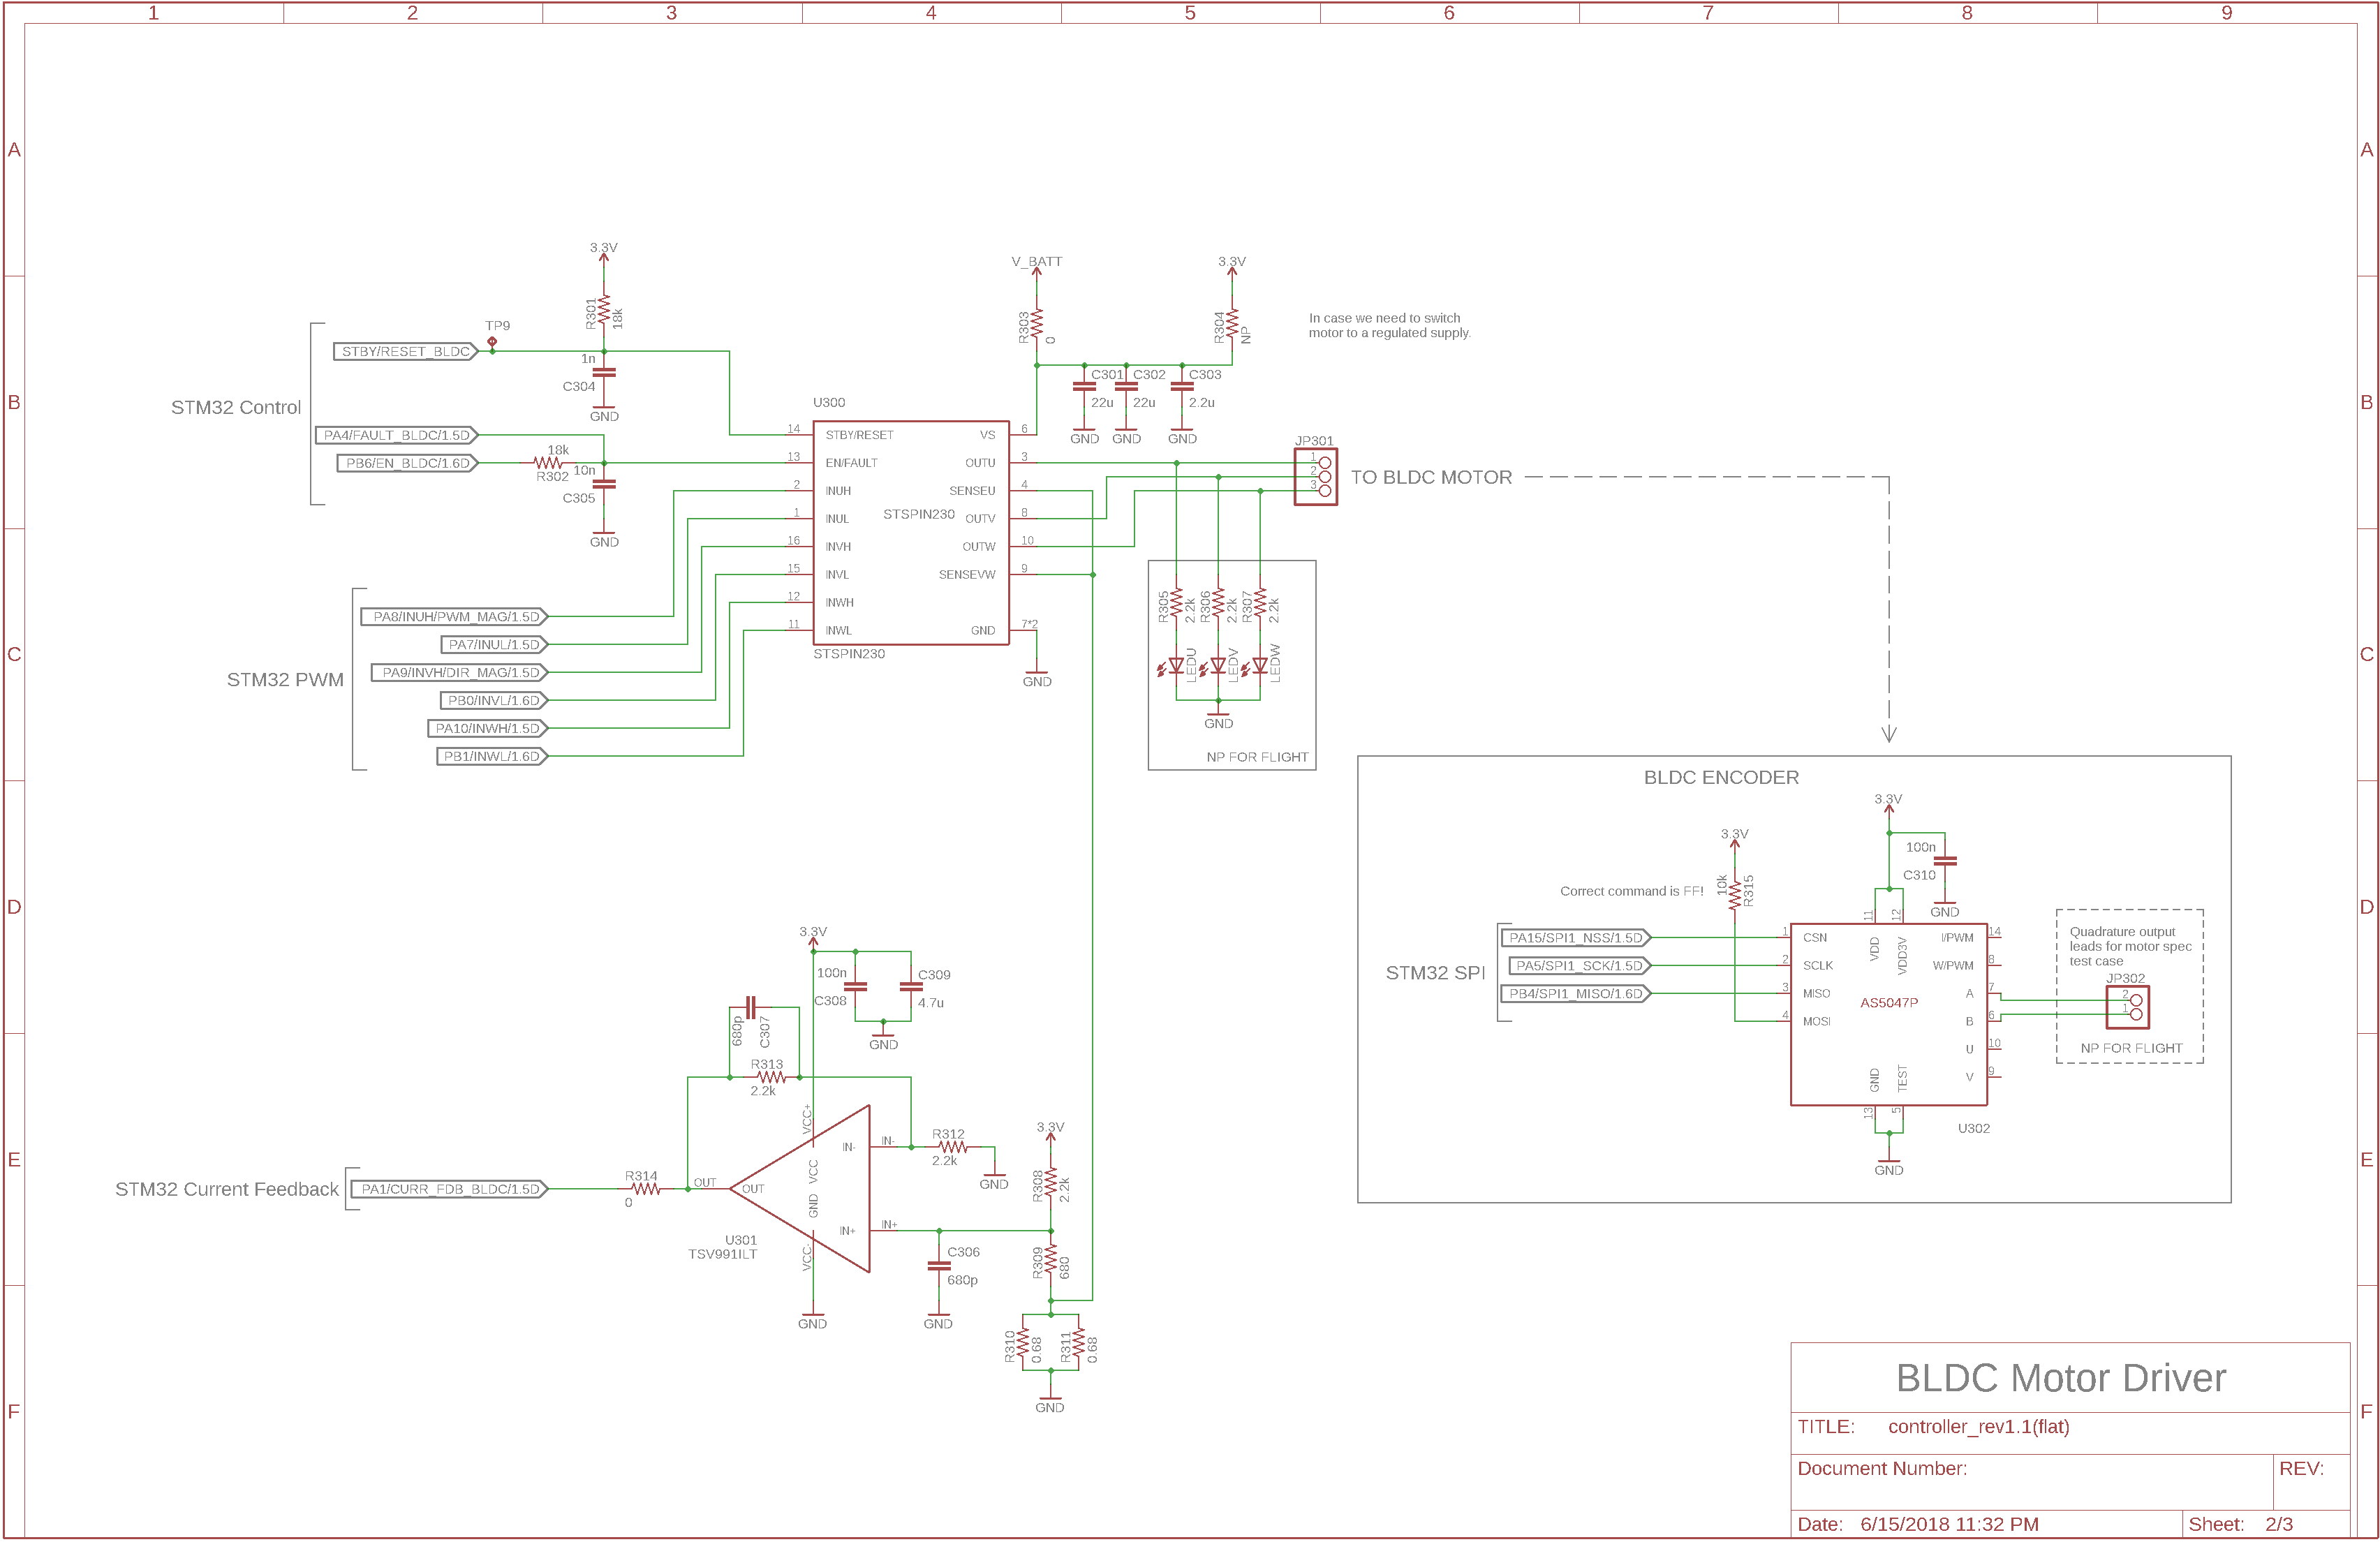 1 2 3 4 5 6 7 8 9
A A
B B
C C
D D
E E
F F
3.3V
R301
18k
TP9
STBY/RESET_BLDC
1n
C304
GND
STM32 Control
PA4/FAULT_BLDC/1.5D
PB6/EN_BLDC/1.6D
18k
R302
10n
C305
GND
STM32 PWM
PA8/INUH/PWM_MAG/1.5D
PA7/INUL/1.5D
PA9/INVH/DIR_MAG/1.5D
PB0/INVL/1.6D
PA10/INWH/1.5D
PB1/INWL/1.6D
U300
14 STBY/RESET VS 6
13 EN/FAULT OUTU 3
2 INUH SENSEU 4
STSPIN230
1 INUL OUTV 8
16 INVH OUTW 10
15 INVL SENSEVW 9
12 INWH
11 INWL GND 7*2
STSPIN230
GND
V_BATT
R303
0
3.3V
R304
NP
In case we need to switch
motor to a regulated supply.
C301 C302 C303
22u 22u 2.2u
GND GND GND
JP301
1
2
3
TO BLDC MOTOR
R305
2.2k
R306
2.2k
R307
2.2k
LEDU
LEDV
LEDW
GND
NP FOR FLIGHT
BLDC ENCODER
3.3V
100n
C310
GND
3.3V
10k
R315
Correct command is FF!
STM32 SPI
PA15/SPI1_NSS/1.5D
PA5/SPI1_SCK/1.5D
PB4/SPI1_MISO/1.6D
11 12
VDD VDD3V
1 CSN I/PWM 14
2 SCLK W/PWM 8
3 MISO A 7
AS5047P
4 MOSI B 6
U 10
V 9
GND TEST
13 5
U302
GND
Quadrature output
leads for motor spec
test case
JP302
2
1
NP FOR FLIGHT
3.3V
100n
C308
C309
4.7u
GND
680p
C307
R313
2.2k
VCC+
IN- IN-
R312
2.2k
GND
STM32 Current Feedback
PA1/CURR_FDB_BLDC/1.5D
R314
0
OUT OUT
GND VCC
IN+ IN+
U301
TSV991ILT
VCC-
GND
C306
680p
GND
3.3V
R308
2.2k
R309
680
R310
0.68
R311
0.68
GND
BLDC Motor Driver
TITLE: controller_rev1.1(flat)
Document Number: REV:
Date: 6/15/2018 11:32 PM Sheet: 2/3